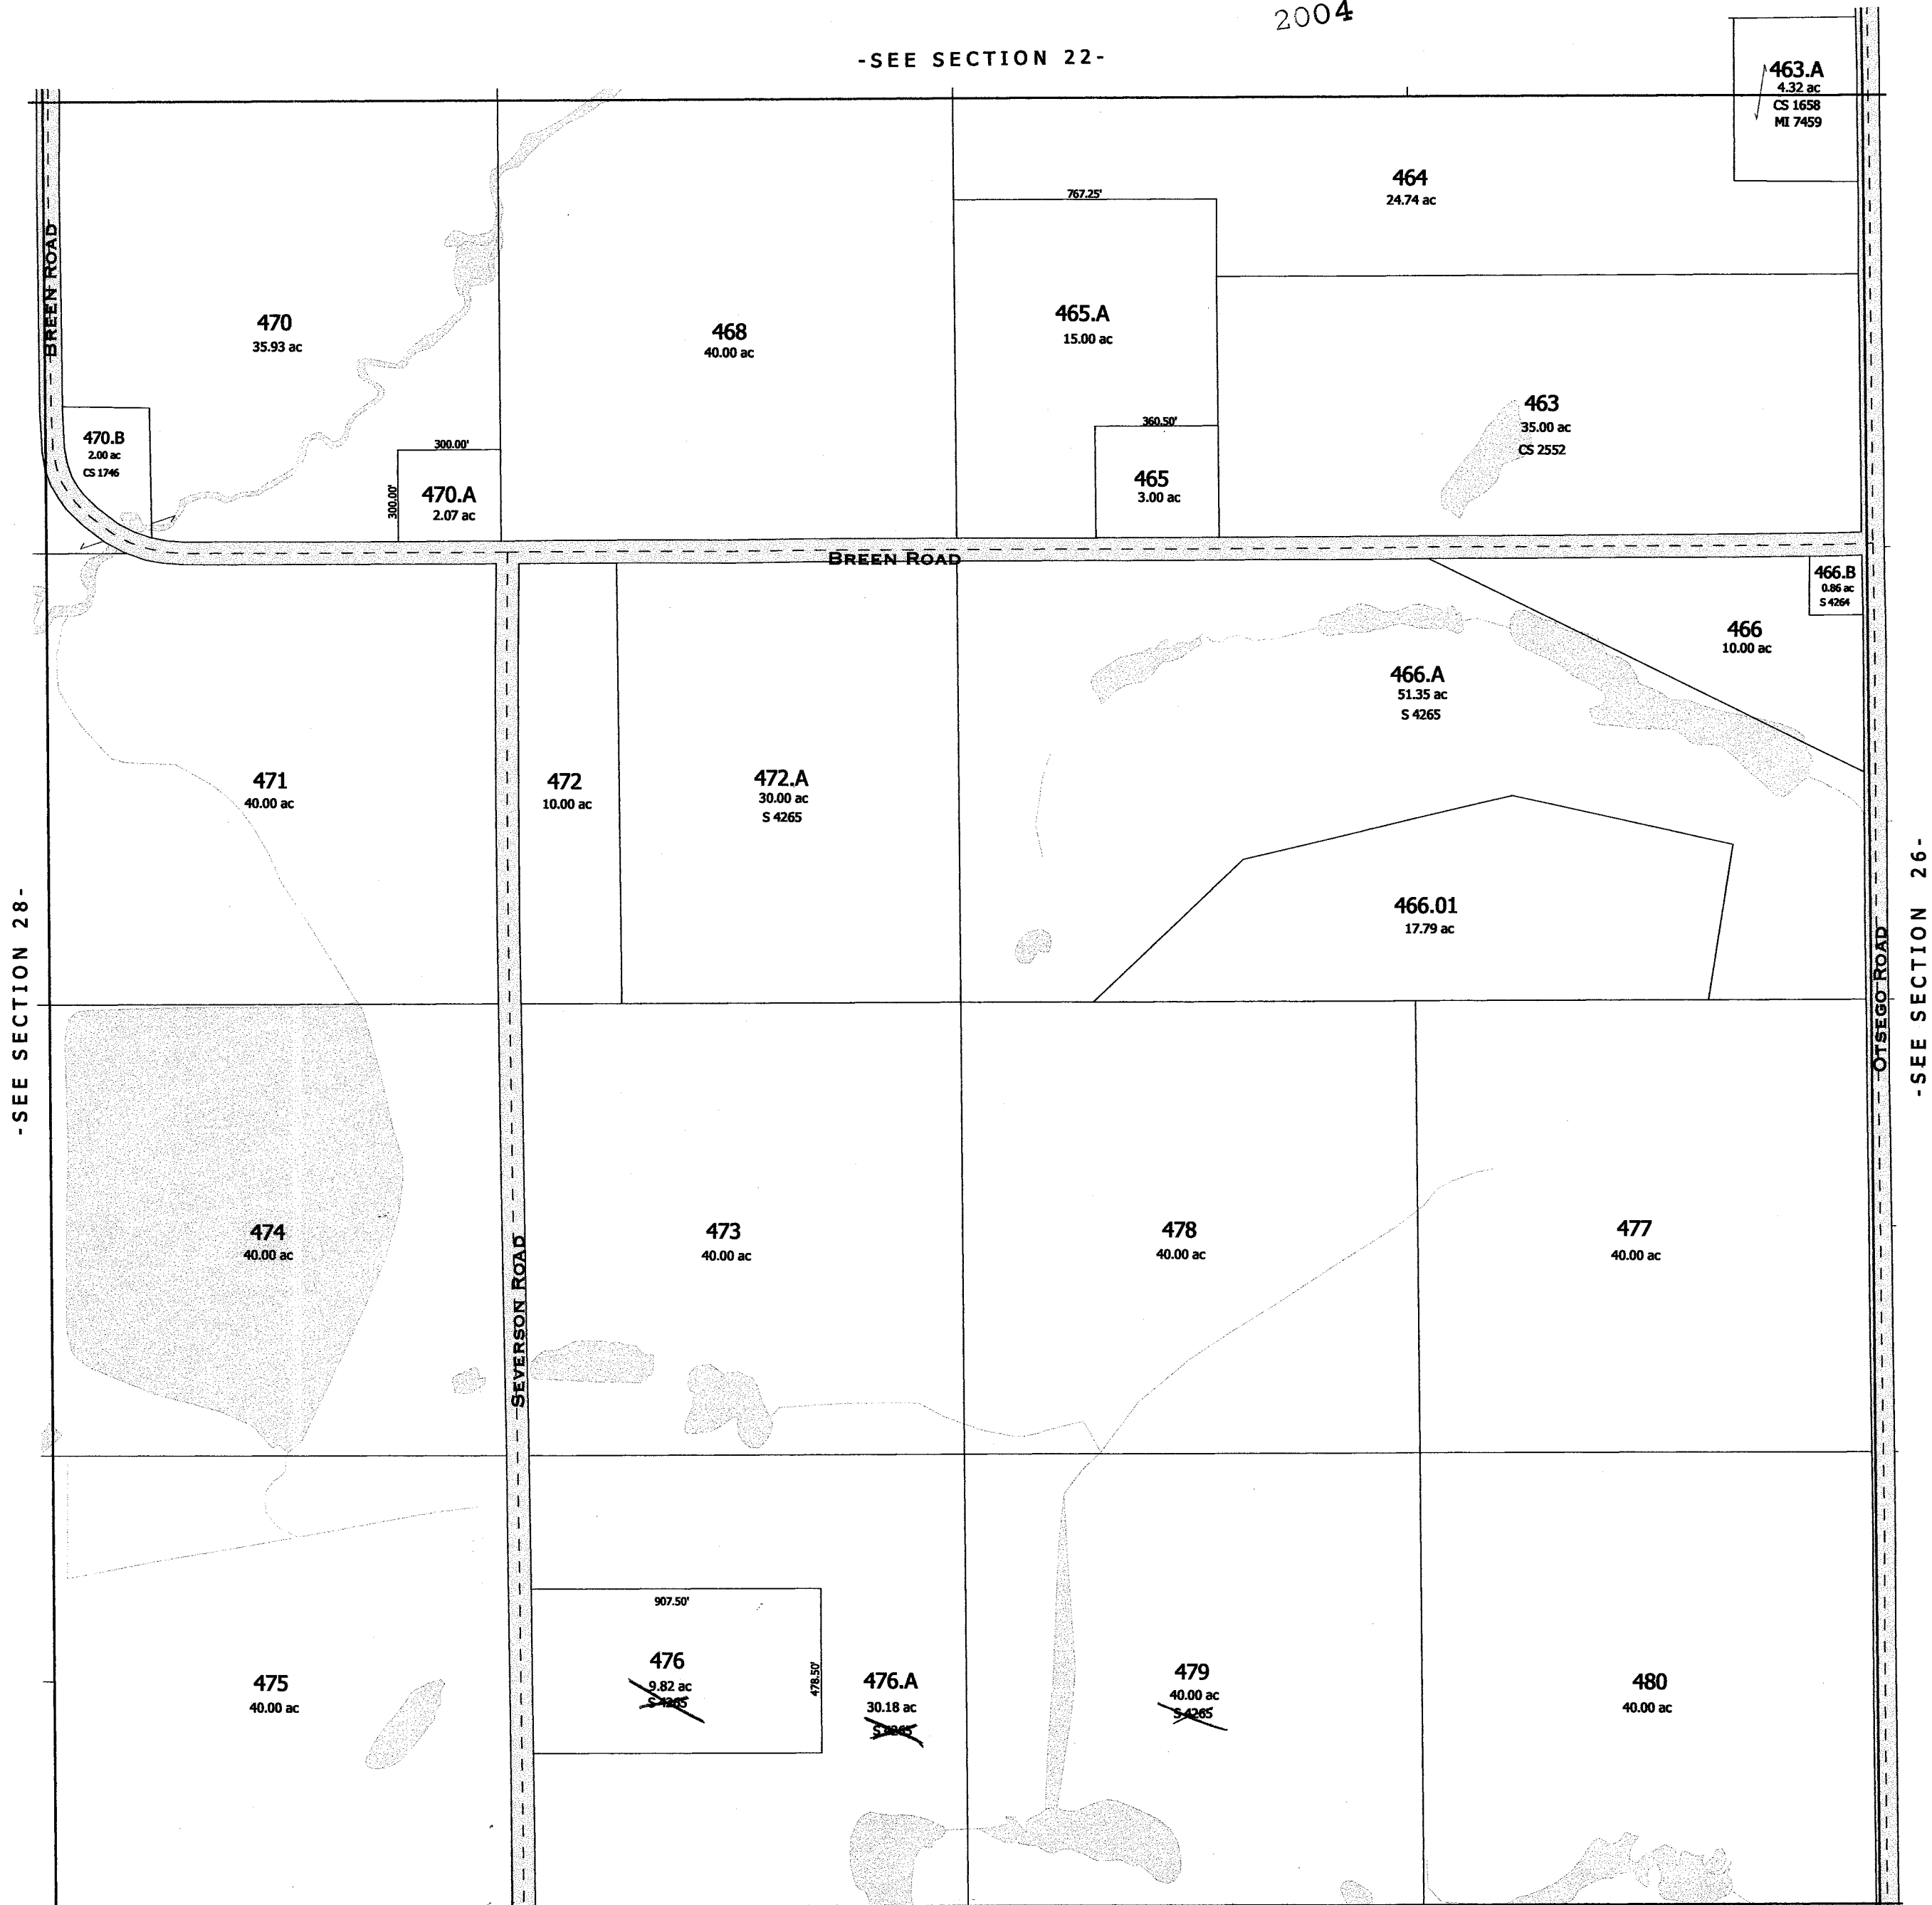 2004
-SEE SECTION 22-
463.A
4.32 ac
CS 1658
MI 7459
464
24.74 ac
767.25'
BREEN ROAD
470
35.93 ac
468
40.00 ac
465.A
15.00 ac
463
35.00 ac
CS 2552
470.B
2.00 ac
CS 1746
300.00'
300.00'
470.A
2.07 ac
360.50'
465
3.00 ac
BREEN ROAD
466.B
0.86 ac
S 4264
466
10.00 ac
466.A
51.35 ac
S 4265
471
40.00 ac
472
10.00 ac
472.A
30.00 ac
S 4265
466.01
17.79 ac
-SEE SECTION 28-
-SEE SECTION 26-
OTSEGO ROAD
474
40.00 ac
SEVERSON ROAD
473
40.00 ac
478
40.00 ac
477
40.00 ac
907.50'
478.50'
476
9.82 ac
S 4265
475
40.00 ac
476.A
30.18 ac
S 4265
479
40.00 ac
S 4265
480
40.00 ac